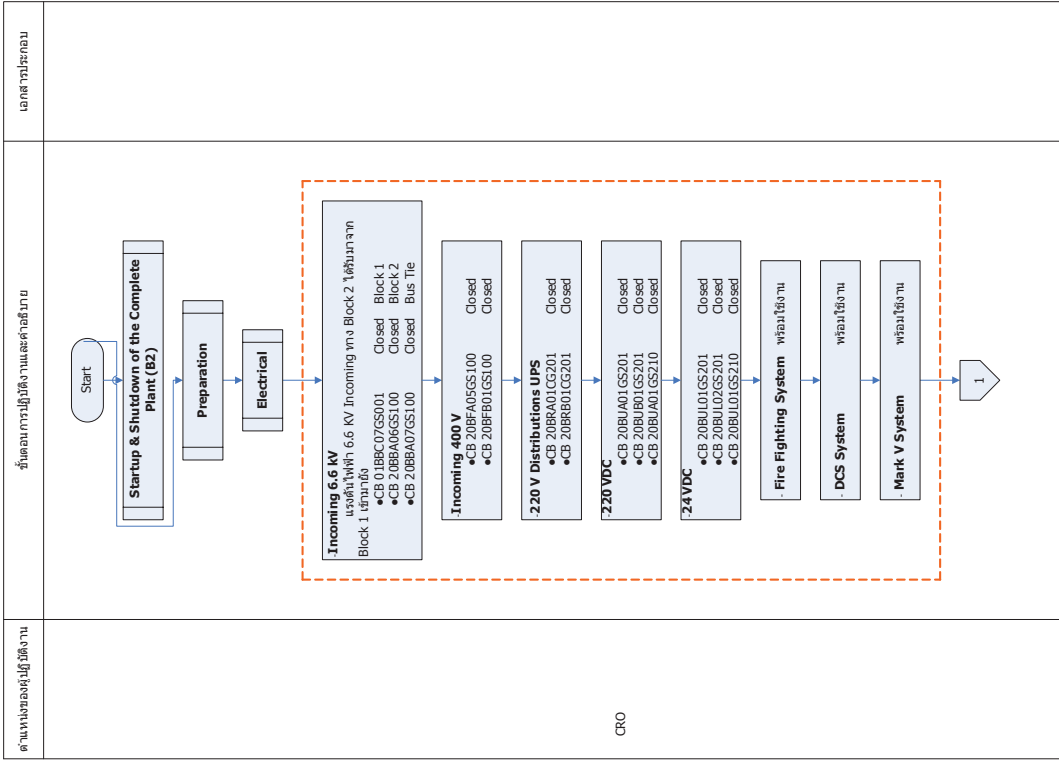 ตำแหน่งของผู้ปฏิบัติงาน
ขั้นตอนการปฏิบัติงานและคำอธิบาย
เอกสารประกอบ
CRO
Start
Startup & Shutdown of the Complete
Plant (B2)
Preparation
Electrical
-Incoming 6.6 kV
แรงดันไฟฟ้า 6.6 KV Incoming ทาง Block 2 ได้รับมาจาก
Block 1 เข้ามายัง
●CB 01BBC07GS001 Closed Block 1
●CB 20BBA06GS100 Closed Block 2
●CB 20BBA07GS100 Closed Bus Tie
-Incoming 400 V
●CB 20BFA05GS100 Closed
●CB 20BFB01GS100 Closed
-220 V Distributions UPS
●CB 20BRA01CG201 Closed
●CB 20BRB01CG201 Closed
-220 VDC
●CB 20BUA01GS201 Closed
●CB 20BUB01GS201 Closed
●CB 20BUA01GS210 Closed
-24 VDC
●CB 20BUL01GS201 Closed
●CB 20BUL02GS201 Closed
●CB 20BUL01GS210 Closed
- Fire Fighting System พร้อมใช้งาน
- DCS System พร้อมใช้งาน
- Mark V System พร้อมใช้งาน
1